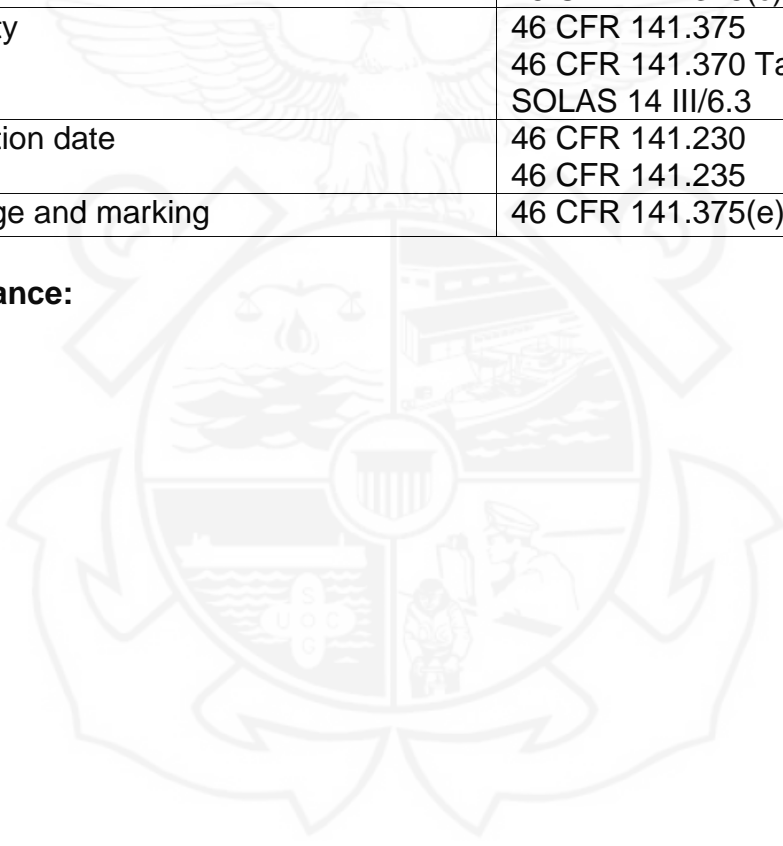 ty
46 CFR 141.375
46 CFR 141.370 Ta
SOLAS 14 III/6.3
tion date
46 CFR 141.230
46 CFR 141.235
ge and marking
46 CFR 141.375(e)
ance:
S
U C
G